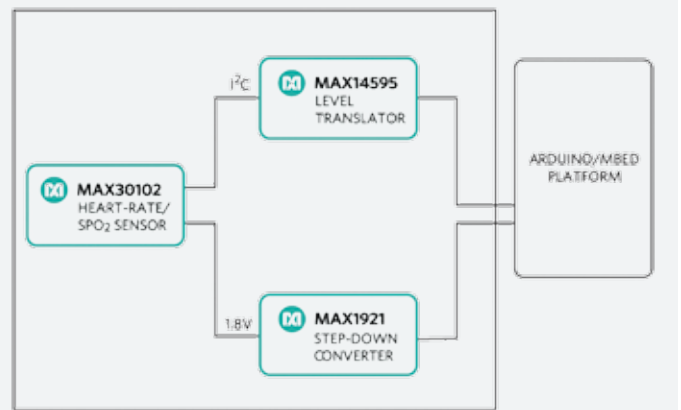 I²C
MAX14595
LEVEL
TRANSLATOR
ARDUINO/MBED
PLATFORM
MAX30102
HEART-RATE/
SPO₂ SENSOR
1.8V
MAX1921
STEP-DOWN
CONVERTER